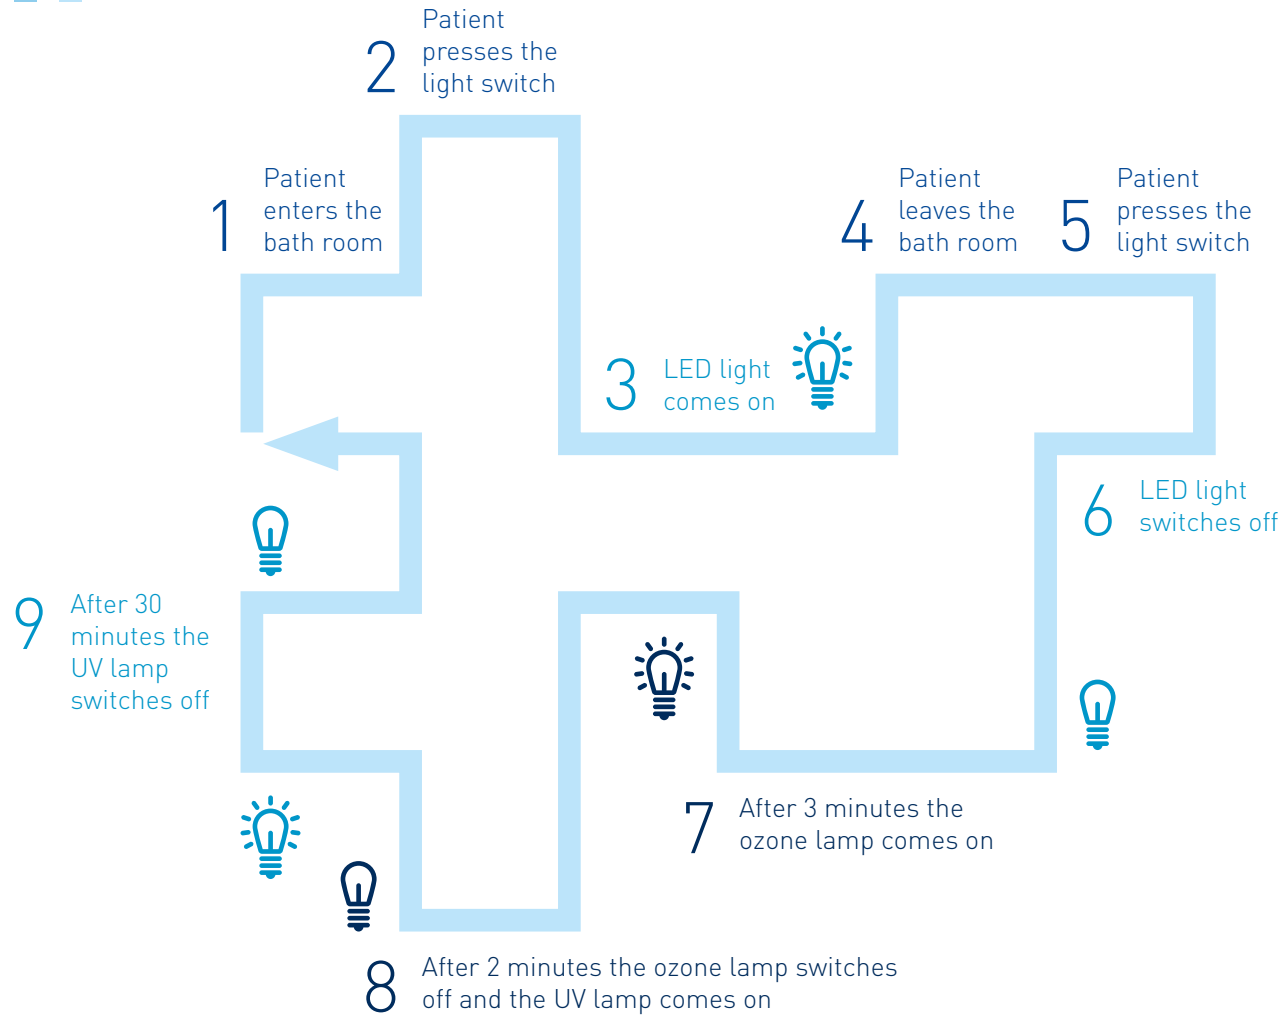 1
Patient
enters the
bath room
2
Patient
presses the
light switch
3
LED light
comes on
4
Patient
leaves the
bath room
5
Patient
presses the
light switch
6
LED light
switches off
7
After 3 minutes the
ozone lamp comes on
8
After 2 minutes the ozone lamp switches
off and the UV lamp comes on
9
After 30
minutes the
UV lamp
switches off